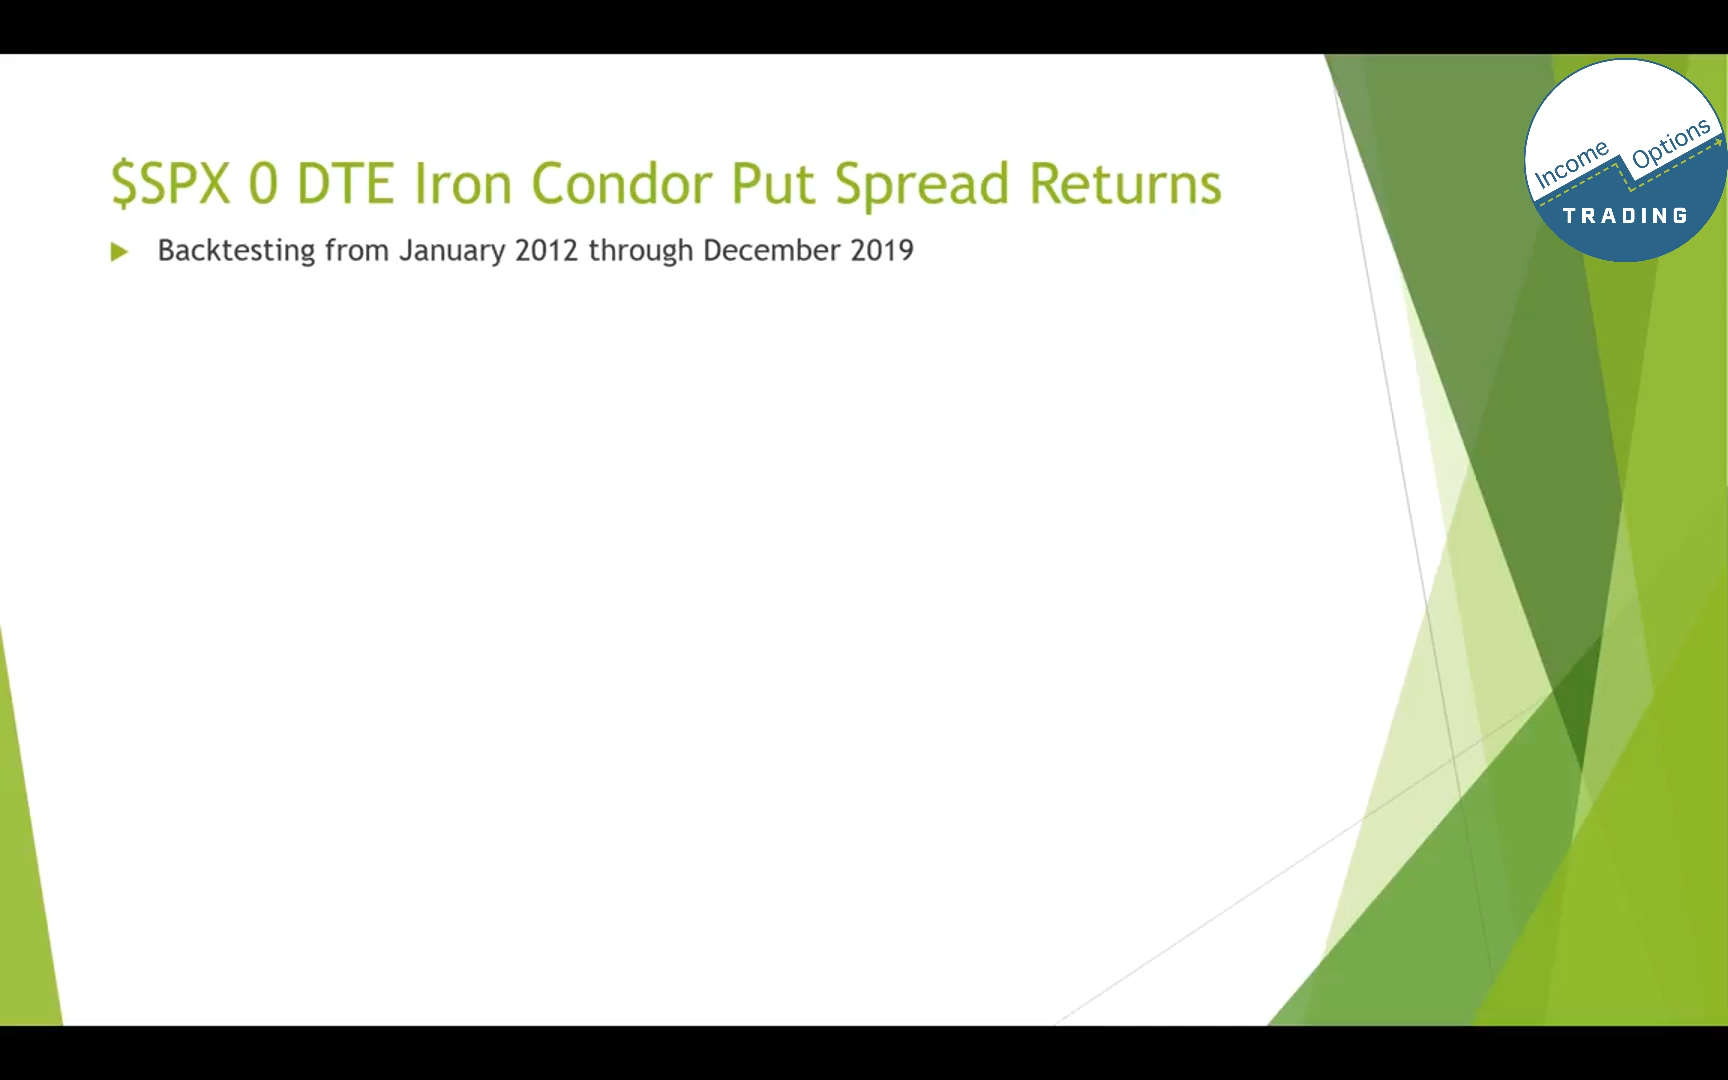 $SPX 0 DTE Iron Condor Put Spread Returns
Backtesting from January 2012 through December 2019
Income Options
TRADING